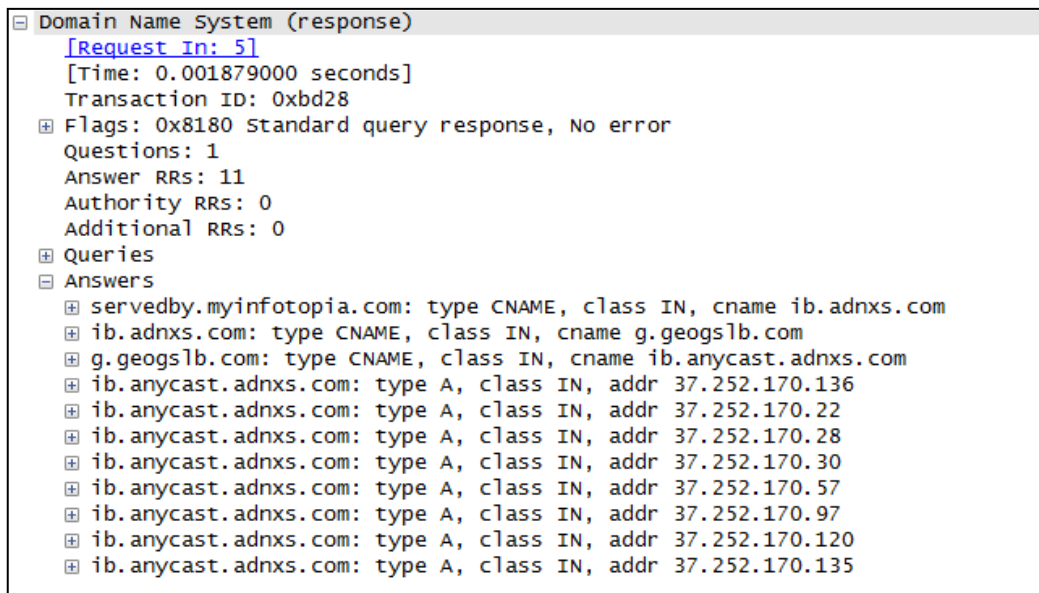 Domain Name System (response)
[Request In: 5]
[Time: 0.001879000 seconds]
Transaction ID: 0xbd28
Flags: 0x8180 Standard query response, No error
Questions: 1
Answer RRs: 11
Authority RRs: 0
Additional RRs: 0
Queries
Answers
servedby.myinfotopia.com: type CNAME, class IN, cname ib.adnxs.com
ib.adnxs.com: type CNAME, class IN, cname g.geogslb.com
g.geogslb.com: type CNAME, class IN, cname ib.anycast.adnxs.com
ib.anycast.adnxs.com: type A, class IN, addr 37.252.170.136
ib.anycast.adnxs.com: type A, class IN, addr 37.252.170.22
ib.anycast.adnxs.com: type A, class IN, addr 37.252.170.28
ib.anycast.adnxs.com: type A, class IN, addr 37.252.170.30
ib.anycast.adnxs.com: type A, class IN, addr 37.252.170.57
ib.anycast.adnxs.com: type A, class IN, addr 37.252.170.97
ib.anycast.adnxs.com: type A, class IN, addr 37.252.170.120
ib.anycast.adnxs.com: type A, class IN, addr 37.252.170.135